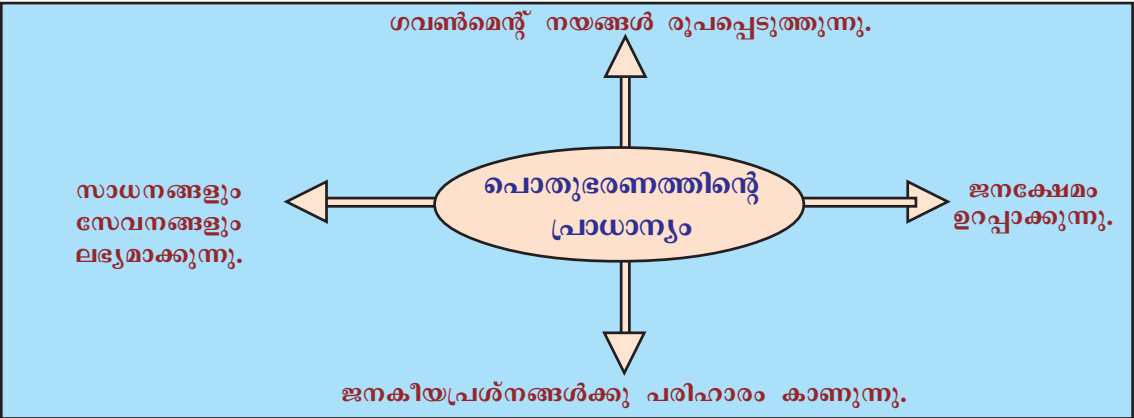 ഗവൺമെന്റ് നയങ്ങൾ രൂപപ്പെടുത്തുന്നു.
സാധനങ്ങളും
സേവനങ്ങളും
ലഭ്യമാക്കുന്നു.
പൊതുഭരണത്തിന്റെ
പ്രാധാന്യം
ജനക്ഷേമം
ഉറപ്പാക്കുന്നു.
ജനകീയപ്രശ്നങ്ങൾക്കു പരിഹാരം കാണുന്നു.